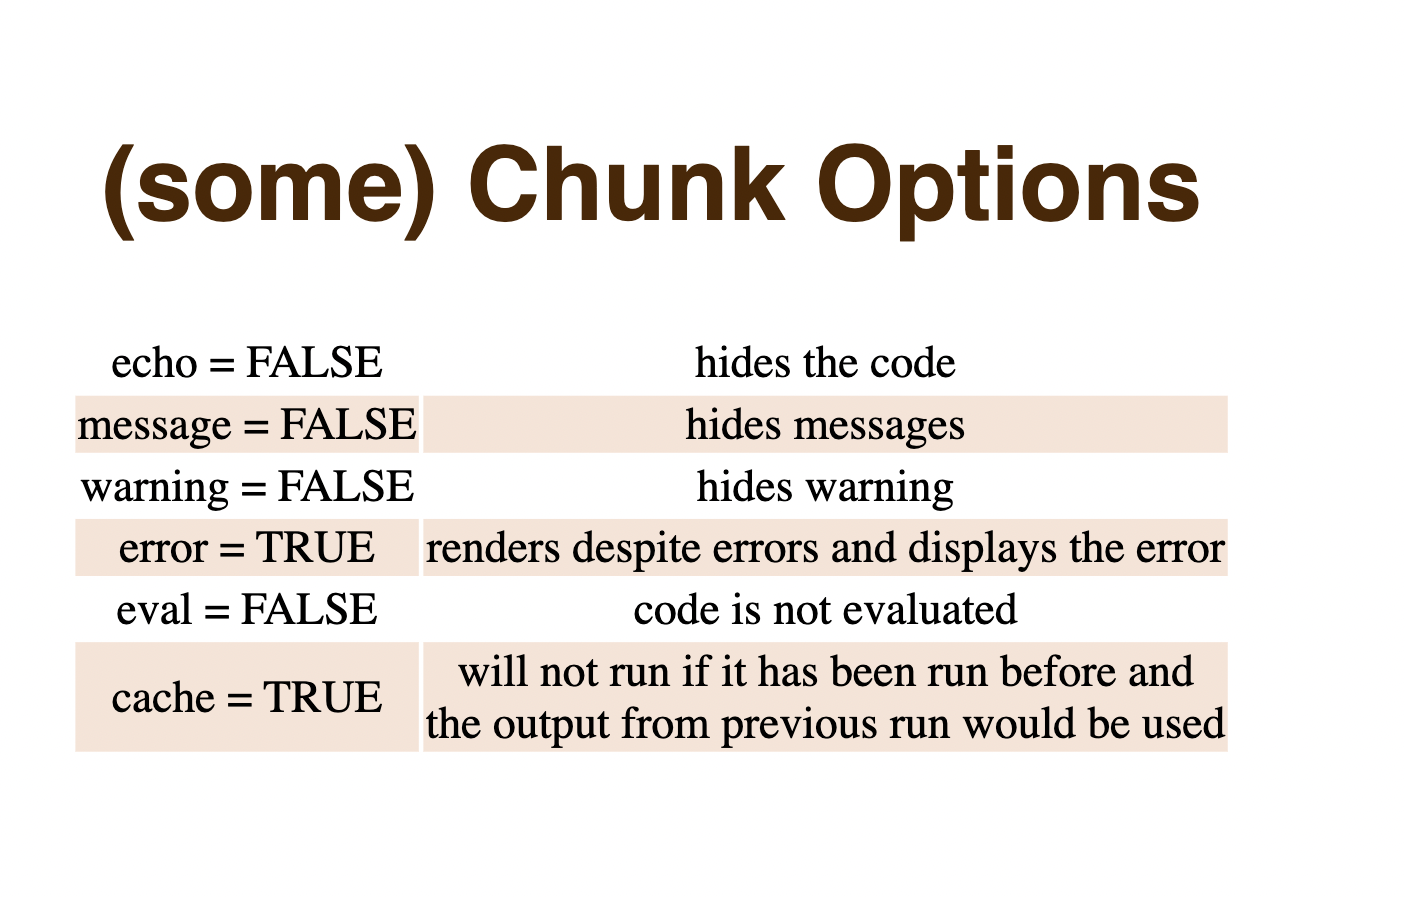 (some) Chunk Options
echo = FALSE hides the code
message = FALSE hides messages
warning = FALSE hides warning
error = TRUE renders despite errors and displays the error
eval = FALSE code is not evaluated
cache = TRUE will not run if it has been run before and
the output from previous run would be used